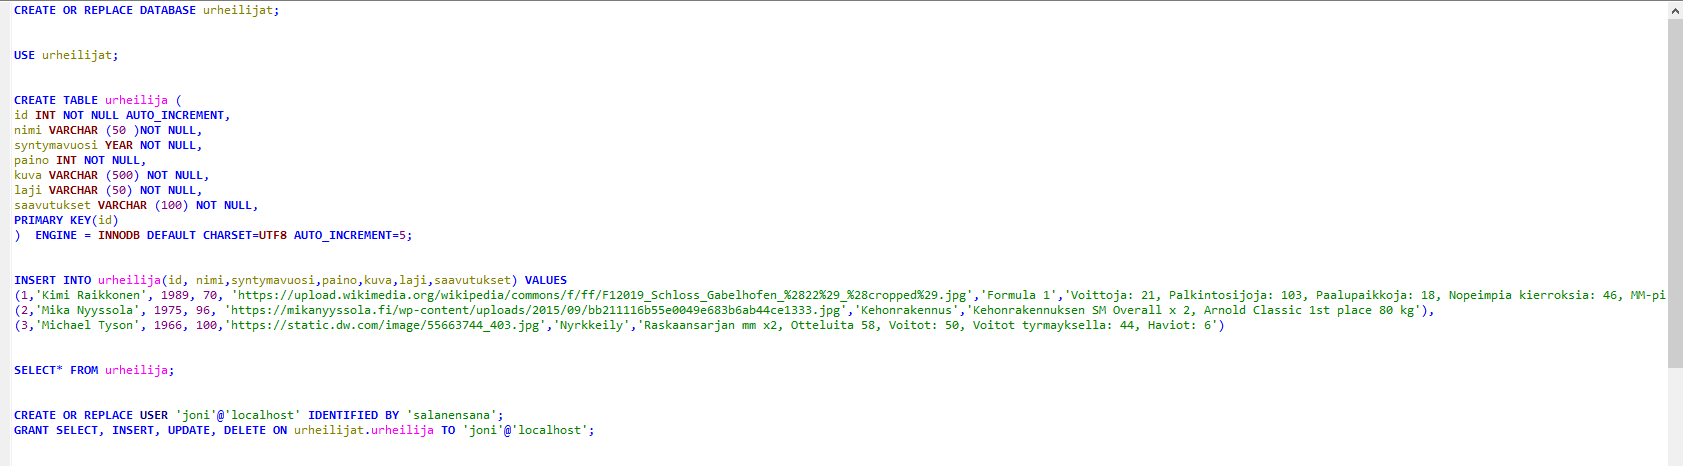 CREATE OR REPLACE DATABASE urheilijat;
USE urheilijat;
CREATE TABLE urheilija (
id INT NOT NULL AUTO_INCREMENT,
nimi VARCHAR (50 )NOT NULL,
syntymavuosi YEAR NOT NULL,
paino INT NOT NULL,
kuva VARCHAR (500) NOT NULL,
laji VARCHAR (50) NOT NULL,
saavutukset VARCHAR (100) NOT NULL,
PRIMARY KEY(id)
)  ENGINE = INNODB DEFAULT CHARSET=UTF8 AUTO_INCREMENT=5;
INSERT INTO urheilija(id, nimi,syntymavuosi,paino,kuva,laji,saavutukset) VALUES
(1,'Kimi Raikkonen', 1989, 70, 'https://upload.wikimedia.org/wikipedia/commons/f/ff/F12019_Schloss_Gabelhofen_%2822%29_%28cropped%29.jpg','Formula 1','Voittoja: 21, Palkintosijoja: 103, Paalupaikkoja: 18, Nopeimpia kierroksia: 46, MM-pi
(2,'Mika Nyyssola', 1975, 96, 'https://mikanyyssola.fi/wp-content/uploads/2015/09/bb211116b55e0049e683b6ab44ce1333.jpg','Kehonrakennus','Kehonrakennuksen SM Overall x 2, Arnold Classic 1st place 80 kg'),
(3,'Michael Tyson', 1966, 100,'https://static.dw.com/image/55663744_403.jpg','Nyrkkeily','Raskaansarjan mm x2, Otteluita 58, Voitot: 50, Voitot tyrmayksella: 44, Haviot: 6')
SELECT* FROM urheilija;
CREATE OR REPLACE USER 'joni'@'localhost' IDENTIFIED BY 'salanensana';
GRANT SELECT, INSERT, UPDATE, DELETE ON urheilijat.urheilija TO 'joni'@'localhost';